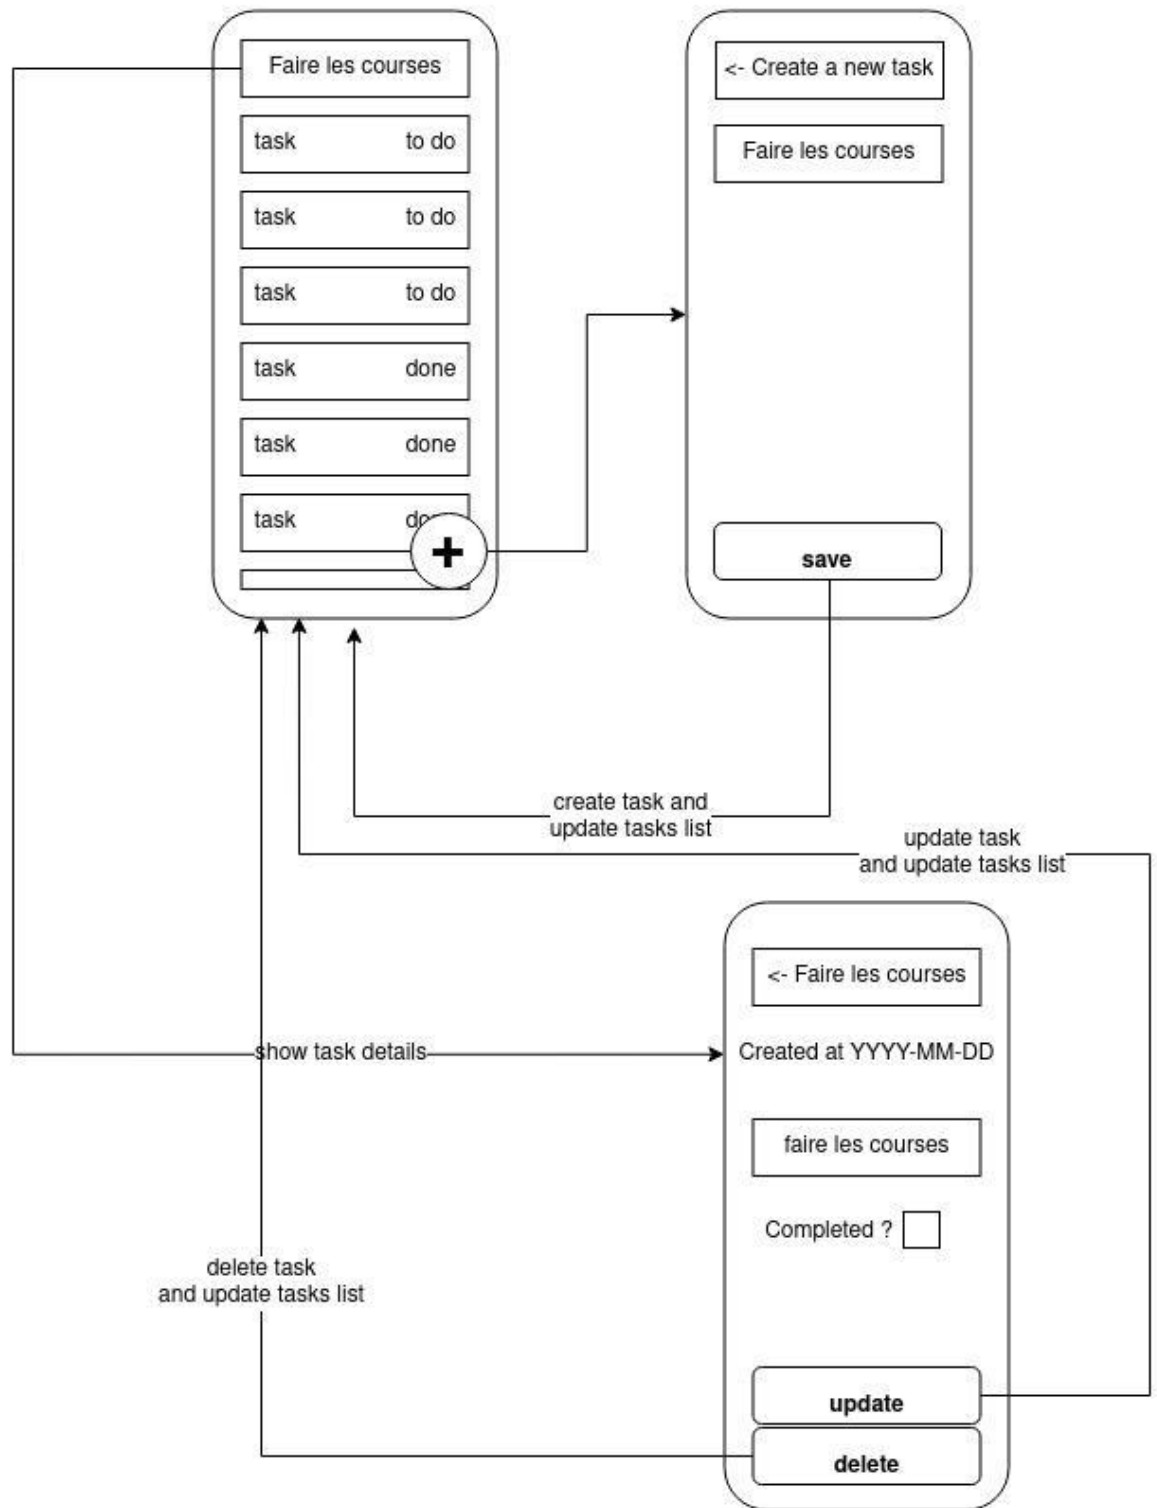 Faire les courses
task to do
task to do
task to do
task done
task done
task
+
<- Create a new task
Faire les courses
save
create task and
update tasks list
update task
and update tasks list
<- Faire les courses
show task details
Created at YYYY-MM-DD
faire les courses
Completed ?
delete task
and update tasks list
update
delete